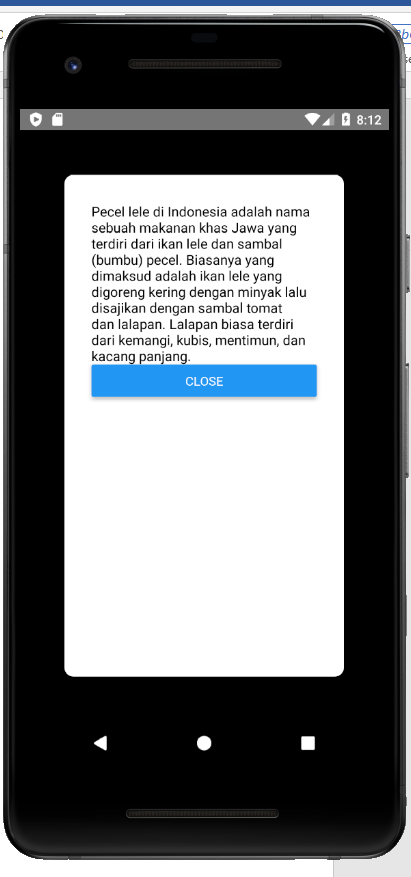 8:12
Pecel lele di Indonesia adalah nama
sebuah makanan khas Jawa yang
terdiri dari ikan lele dan sambal
(bumbu) pecel. Biasanya yang
dimaksud adalah ikan lele yang
digoreng kering dengan minyak lalu
disajikan dengan sambal tomat
dan lalapan. Lalapan biasa terdiri
dari kemangi, kubis, mentimun, dan
kacang panjang.
CLOSE